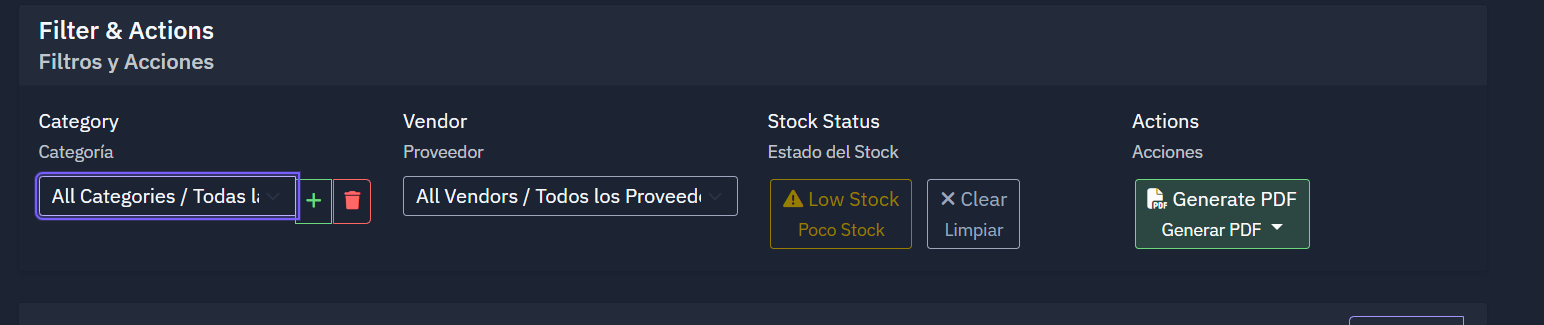 Filter & Actions
Filtros y Acciones
Category
Categoría
All Categories / Todas la
+
Vendor
Proveedor
All Vendors / Todos los Proveed
Stock Status
Estado del Stock
Low Stock
Poco Stock
Clear
Limpiar
Actions
Acciones
PDF Generate PDF
Generar PDF